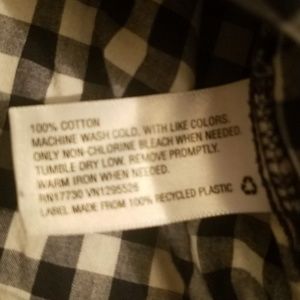 100% COTTON
MACHINE WASH COLD, WITH LIKE COLORS.
ONLY NON-CHLORINE BLEACH WHEN NEEDED.
TUMBLE DRY LOW. REMOVE PROMPTLY.
WARM IRON WHEN NEEDED.
RN17730 VN1295526
LABEL MADE FROM 100% RECYCLED PLASTIC